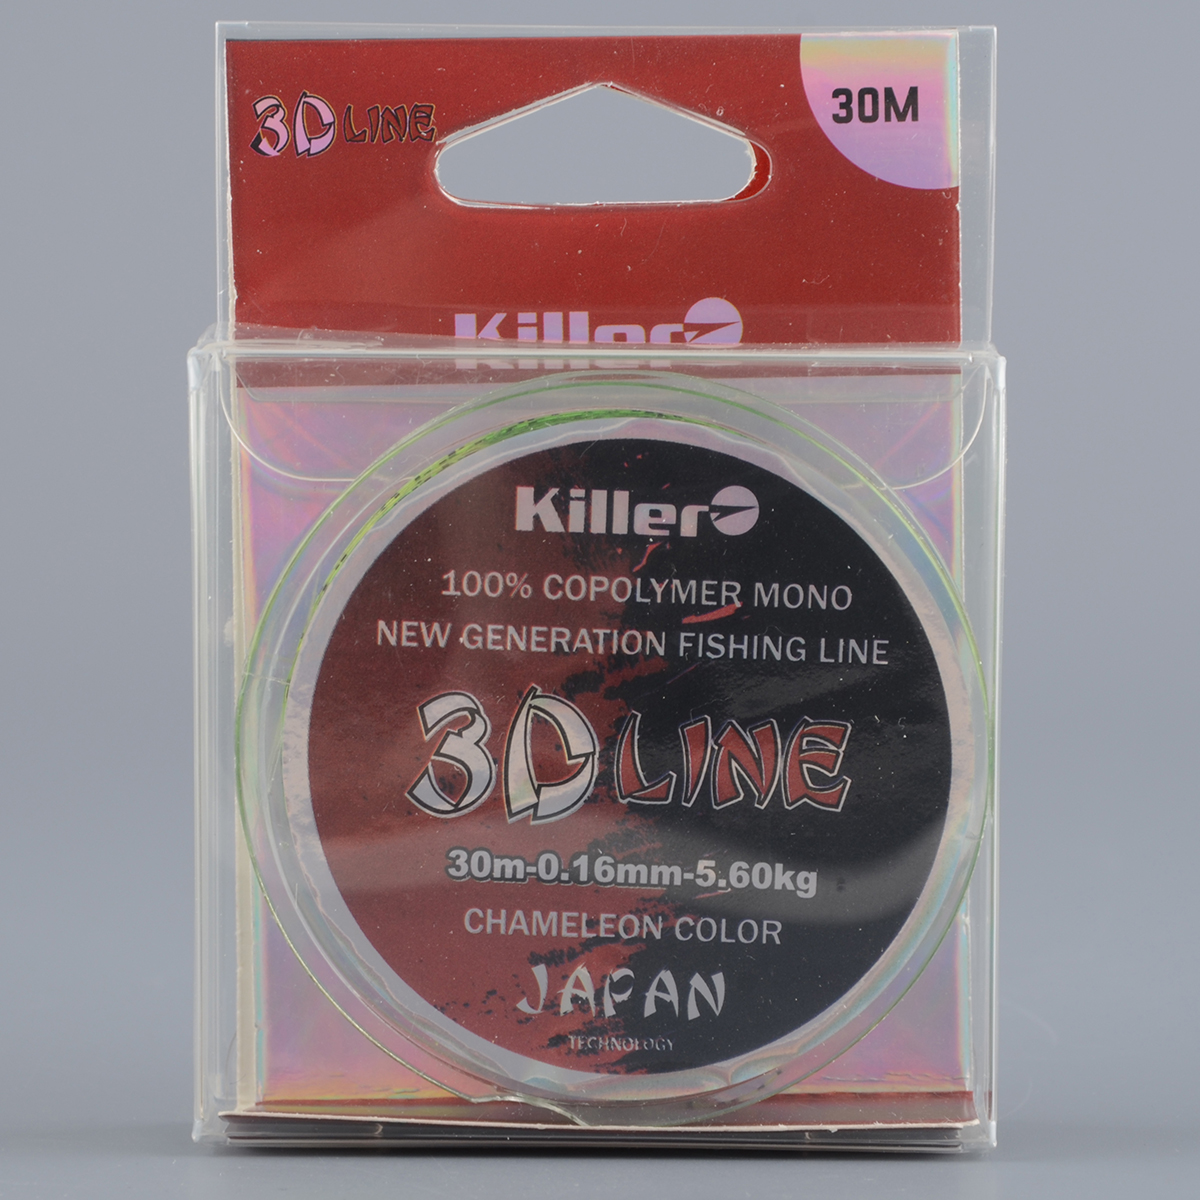 3D LINE
30M
Killer
Killer
100% COPOLYMER MONO
NEW GENERATION FISHING LINE
3D LINE
30m-0.16mm-5.60kg
CHAMELEON COLOR
JAPAN
TECHNOLOGY